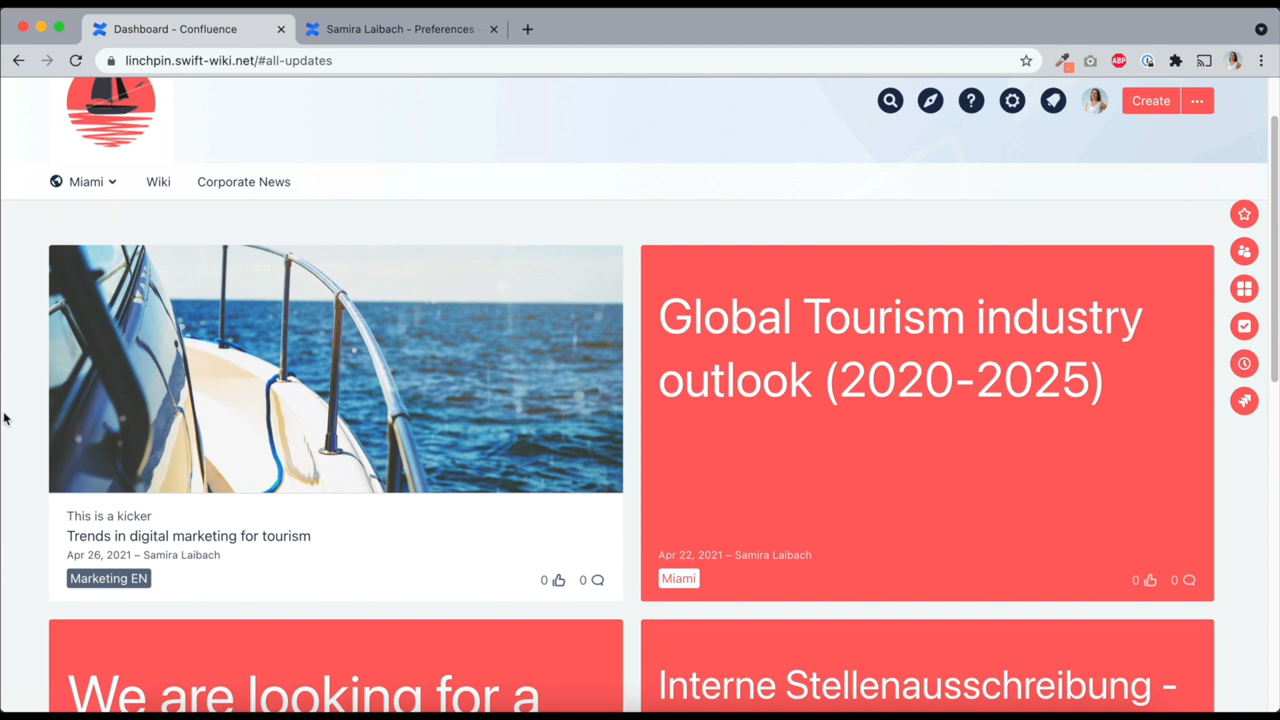 Dashboard - Confluence
Samira Laibach - Preferences -
linchpin.swift-wiki.net/#all-updates
ABP
Create
Miami
Wiki
Corporate News
Global Tourism industry
outlook (2020-2025)
This is a kicker
Trends in digital marketing for tourism
Apr 26, 2021 – Samira Laibach
Marketing EN
0
0
Apr 22, 2021 – Samira Laibach
Miami
0
0
We are looking for a
Interne Stellenausschreibung -